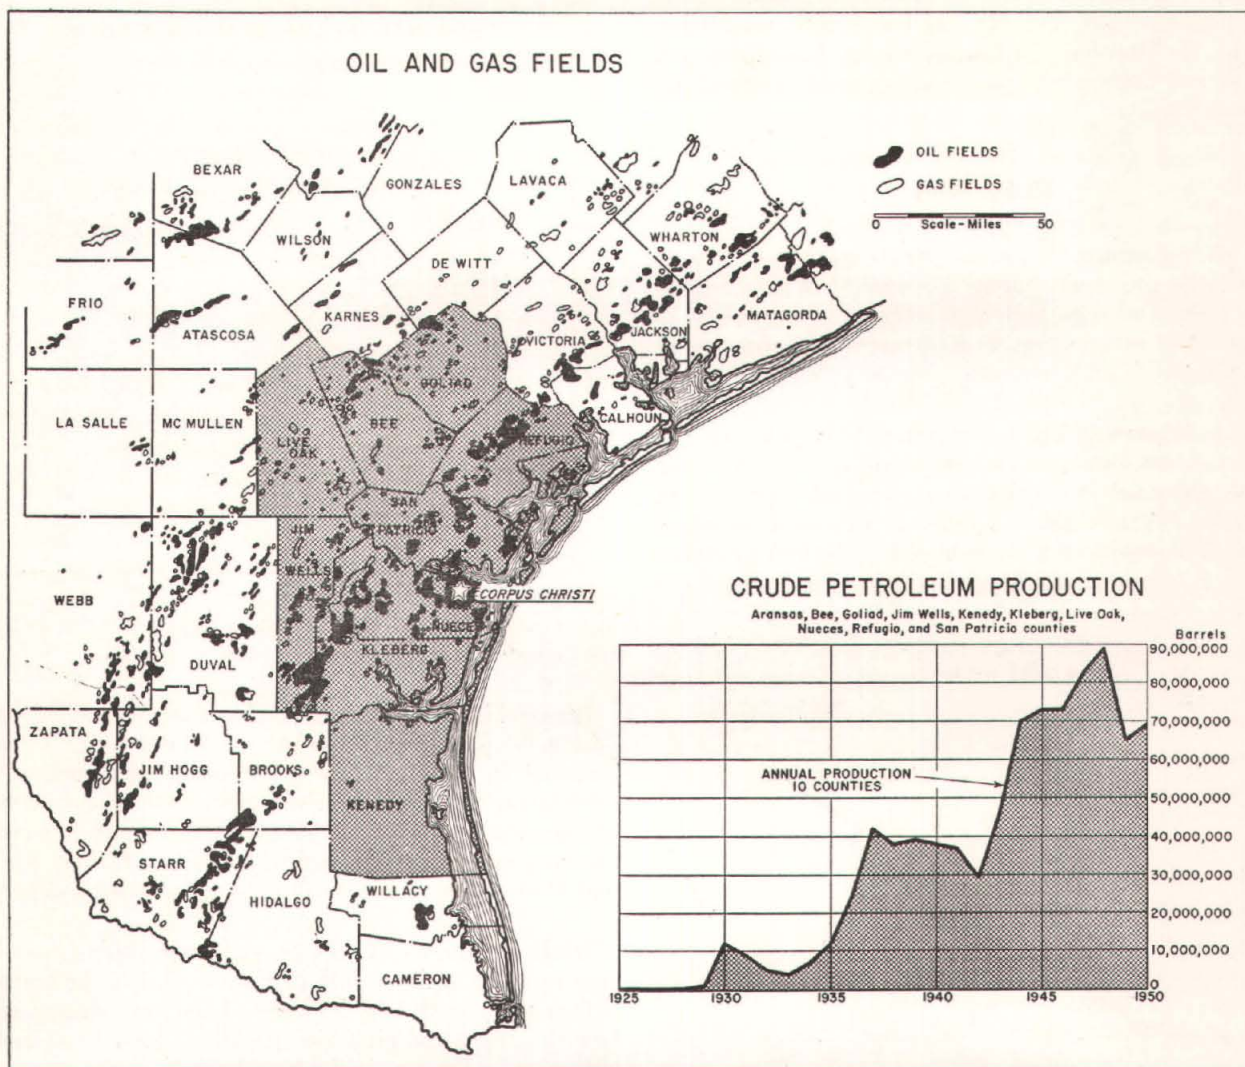 OIL AND GAS FIELDS
OIL FIELDS
GAS FIELDS
0 Scale-Miles 50
BEXAR
GONZALES
LAVACA
WILSON
WHARTON
DE WITT
FRIO
KARNES
ATASCOSA
MATAGORDA
JACKSON
VICTORIA
GOLIAD
LA SALLE
MC MULLEN
BEE
CALHOUN
LIVE
OAK
REFUGIO
SAN
PATRICIO
JIM
WELLS
WEBB
CORPUS CHRISTI
NUECES
KLEBERG
DUVAL
ZAPATA
JIM HOGG
BROOKS
KENEDY
STARR
HIDALGO
WILLACY
CAMERON
CRUDE PETROLEUM PRODUCTION
Aransas, Bee, Goliad, Jim Wells, Kenedy, Kleberg, Live Oak,
Nueces, Refugio, and San Patricio counties
Barrels
90,000,000
80,000,000
70,000,000
60,000,000
50,000,000
40,000,000
30,000,000
20,000,000
10,000,000
0
ANNUAL PRODUCTION
10 COUNTIES
1925 1930 1935 1940 1945 1950